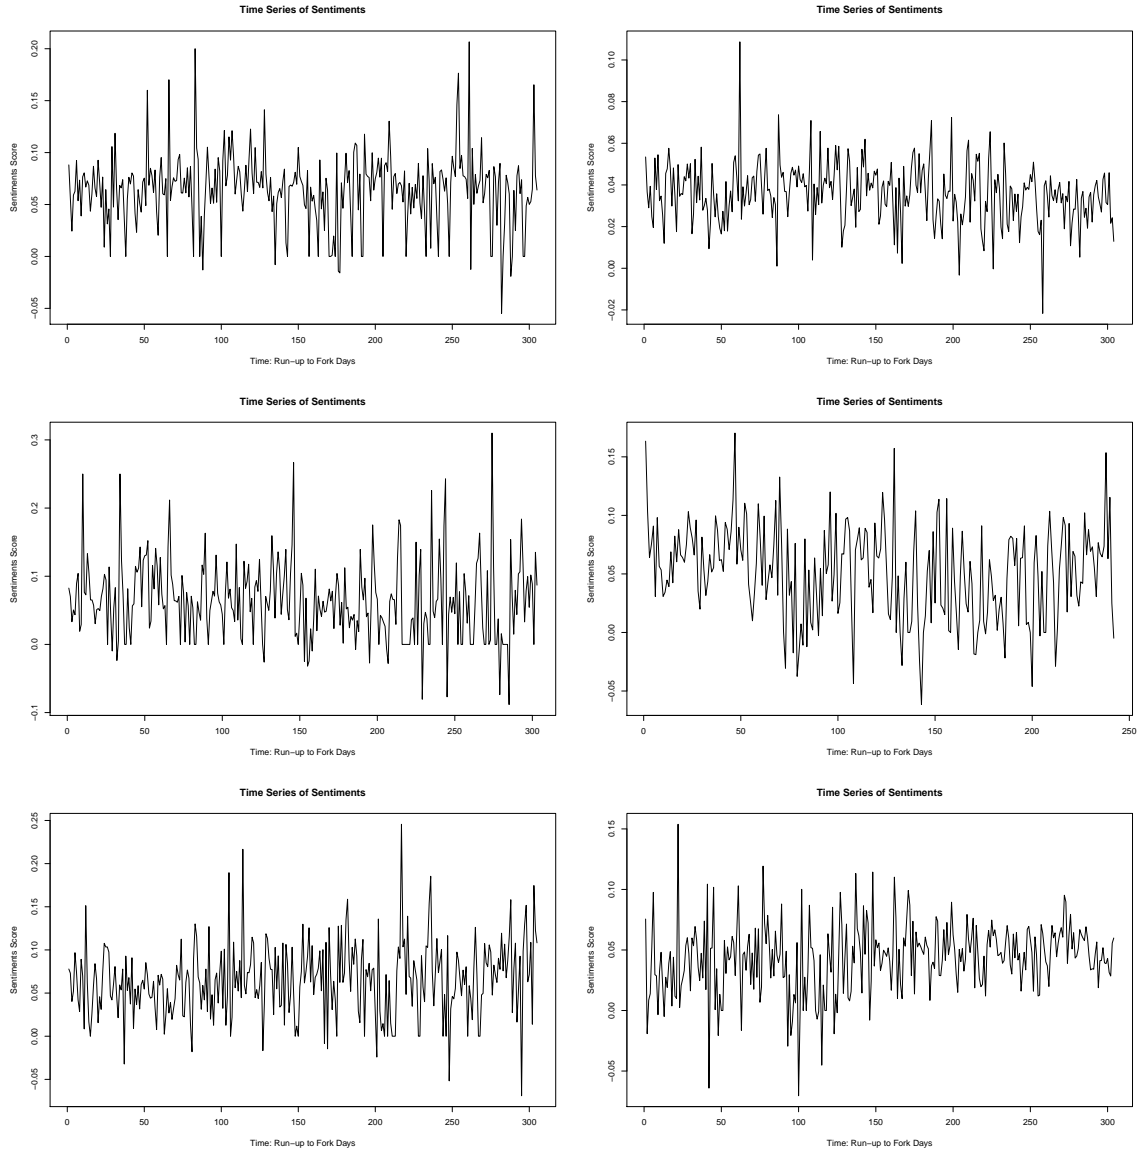 Time Series of Sentiments
Sentiments Score
0.20
0.15
0.10
0.05
0.00
−0.05
0 50 100 150 200 250 300
Time: Run−up to Fork Days
Time Series of Sentiments
Sentiments Score
0.10
0.08
0.06
0.04
0.02
0.00
−0.02
0 50 100 150 200 250 300
Time: Run−up to Fork Days
Time Series of Sentiments
Sentiments Score
0.3
0.2
0.1
0.0
−0.1
0 50 100 150 200 250 300
Time: Run−up to Fork Days
Time Series of Sentiments
Sentiments Score
0.15
0.10
0.05
0.00
−0.05
0 50 100 150 200 250
Time: Run−up to Fork Days
Time Series of Sentiments
Sentiments Score
0.25
0.20
0.15
0.10
0.05
0.00
−0.05
0 50 100 150 200 250 300
Time: Run−up to Fork Days
Time Series of Sentiments
Sentiments Score
0.15
0.10
0.05
0.00
−0.05
0 50 100 150 200 250 300
Time: Run−up to Fork Days